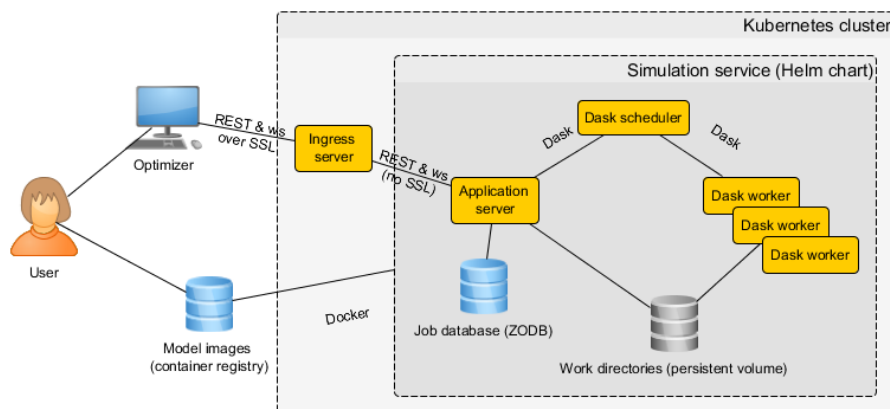 Kubernetes cluster
Simulation service (Helm chart)
Optimizer
REST & ws
over SSL
Ingress
server
REST & ws
(no SSL)
Application
server
Dask
Dask scheduler
Dask
Dask worker
Dask worker
Dask worker
User
Model images
(container registry)
Docker
Job database (ZODB)
Work directories (persistent volume)